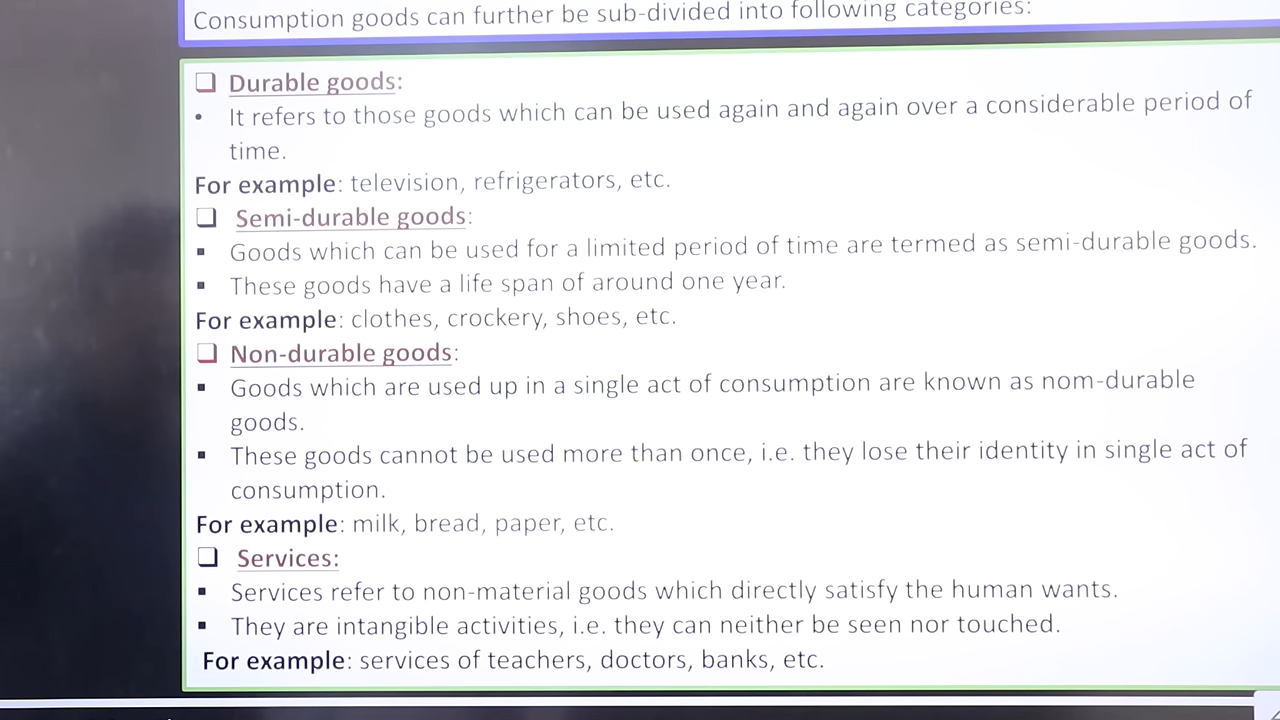 Consumption goods can further be sub-divided into following categories:
❑ Durable goods:
• It refers to those goods which can be used again and again over a considerable period of
time.
For example: television, refrigerators, etc.
❑ Semi-durable goods:
▪ Goods which can be used for a limited period of time are termed as semi-durable goods.
▪ These goods have a life span of around one year.
For example: clothes, crockery, shoes, etc.
❑ Non-durable goods:
▪ Goods which are used up in a single act of consumption are known as nom-durable
goods.
▪ These goods cannot be used more than once, i.e. they lose their identity in single act of
consumption.
For example: milk, bread, paper, etc.
❑ Services:
▪ Services refer to non-material goods which directly satisfy the human wants.
▪ They are intangible activities, i.e. they can neither be seen nor touched.
For example: services of teachers, doctors, banks, etc.